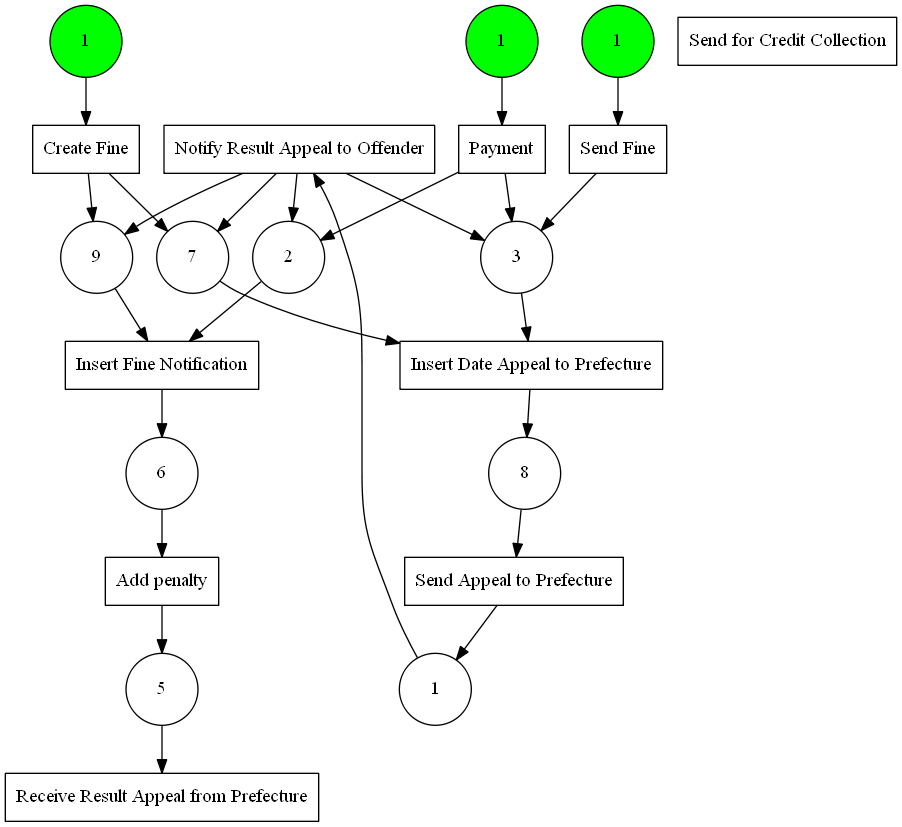 1
1
1
Send for Credit Collection
Create Fine
Notify Result Appeal to Offender
Payment
Send Fine
9
7
2
3
Insert Fine Notification
Insert Date Appeal to Prefecture
6
8
Add penalty
Send Appeal to Prefecture
5
1
Receive Result Appeal from Prefecture